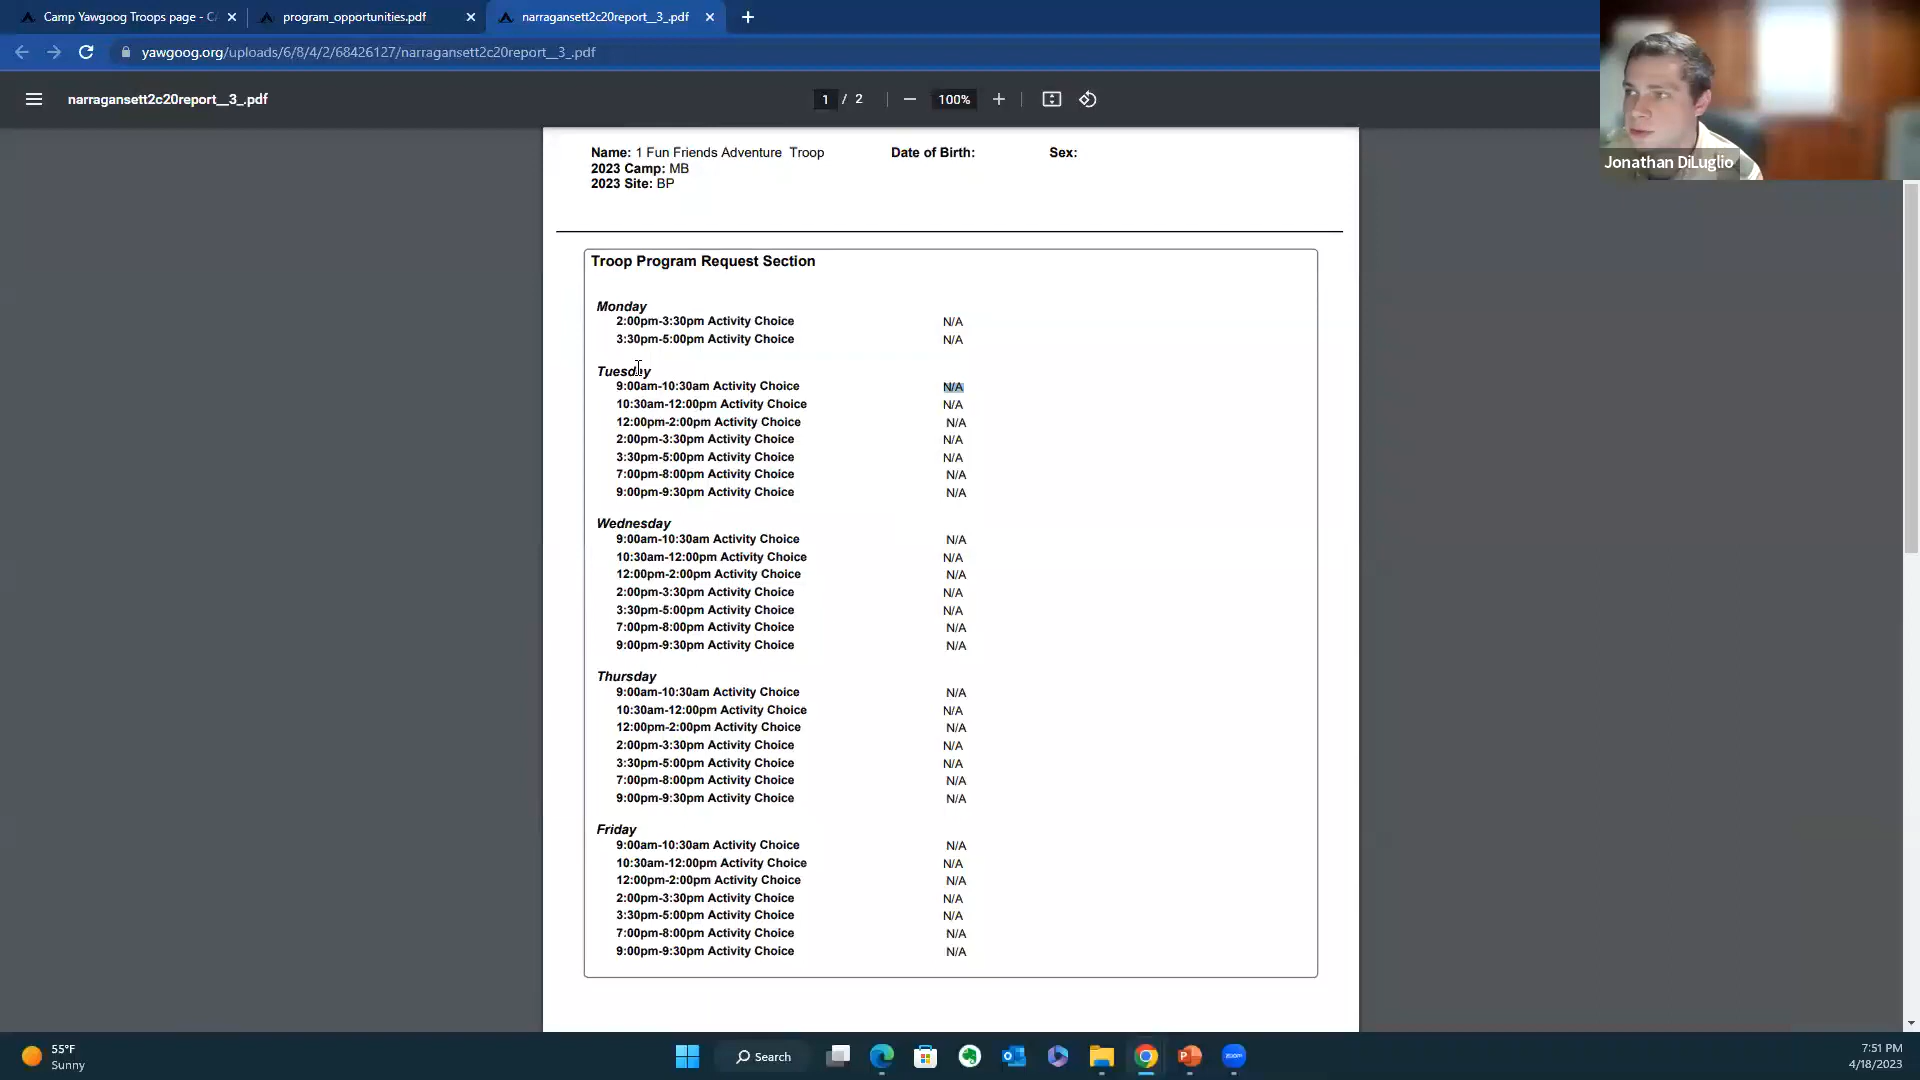 Camp Yawgoog Troops page - C
program_opportunities.pdf
narragansett2c20report__3_.pdf
yawgoog.org/uploads/6/8/4/2/68426127/narragansett2c20report__3_.pdf
narragansett2c20report__3_.pdf
1 / 2
100%
Jonathan DiLuglio
Name: 1 Fun Friends Adventure Troop Date of Birth: Sex:
2023 Camp: MB
2023 Site: BP
Troop Program Request Section
Monday
2:00pm-3:30pm Activity Choice N/A
3:30pm-5:00pm Activity Choice N/A
Tuesday
9:00am-10:30am Activity Choice N/A
10:30am-12:00pm Activity Choice N/A
12:00pm-2:00pm Activity Choice N/A
2:00pm-3:30pm Activity Choice N/A
3:30pm-5:00pm Activity Choice N/A
7:00pm-8:00pm Activity Choice N/A
9:00pm-9:30pm Activity Choice N/A
Wednesday
9:00am-10:30am Activity Choice N/A
10:30am-12:00pm Activity Choice N/A
12:00pm-2:00pm Activity Choice N/A
2:00pm-3:30pm Activity Choice N/A
3:30pm-5:00pm Activity Choice N/A
7:00pm-8:00pm Activity Choice N/A
9:00pm-9:30pm Activity Choice N/A
Thursday
9:00am-10:30am Activity Choice N/A
10:30am-12:00pm Activity Choice N/A
12:00pm-2:00pm Activity Choice N/A
2:00pm-3:30pm Activity Choice N/A
3:30pm-5:00pm Activity Choice N/A
7:00pm-8:00pm Activity Choice N/A
9:00pm-9:30pm Activity Choice N/A
Friday
9:00am-10:30am Activity Choice N/A
10:30am-12:00pm Activity Choice N/A
12:00pm-2:00pm Activity Choice N/A
2:00pm-3:30pm Activity Choice N/A
3:30pm-5:00pm Activity Choice N/A
7:00pm-8:00pm Activity Choice N/A
9:00pm-9:30pm Activity Choice N/A
55°F
Sunny
Search
zoom
7:51 PM
4/18/2023